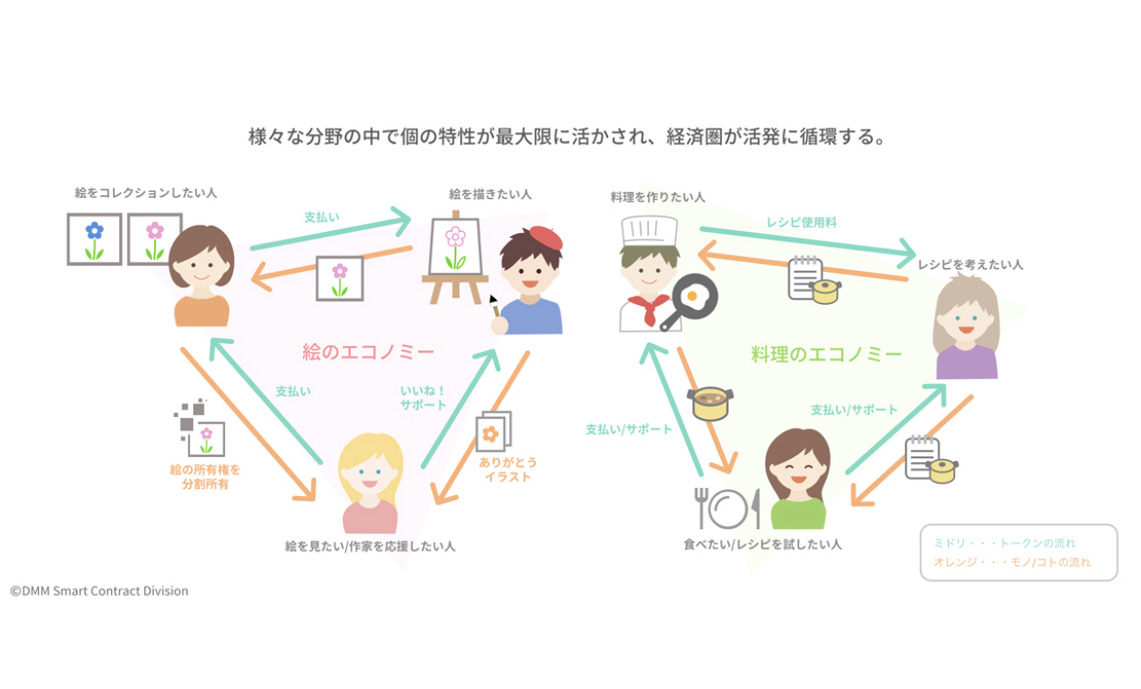 様々な分野の中で個の特性が最大限に活かされ、経済圏が活発に循環する。
絵をコレクションしたい人
支払い
絵を描きたい人
絵のエコノミー
支払い
いいね！
サポート
絵の所有権を
分割所有
ありがとう
イラスト
絵を見たい/作家を応援したい人
料理を作りたい人
レシピ使用料
レシピを考えたい人
料理のエコノミー
支払い/サポート
支払い/サポート
食べたい/レシピを試したい人
ミドリ・・・トークンの流れ
オレンジ・・・モノ/コトの流れ
©DMM Smart Contract Division